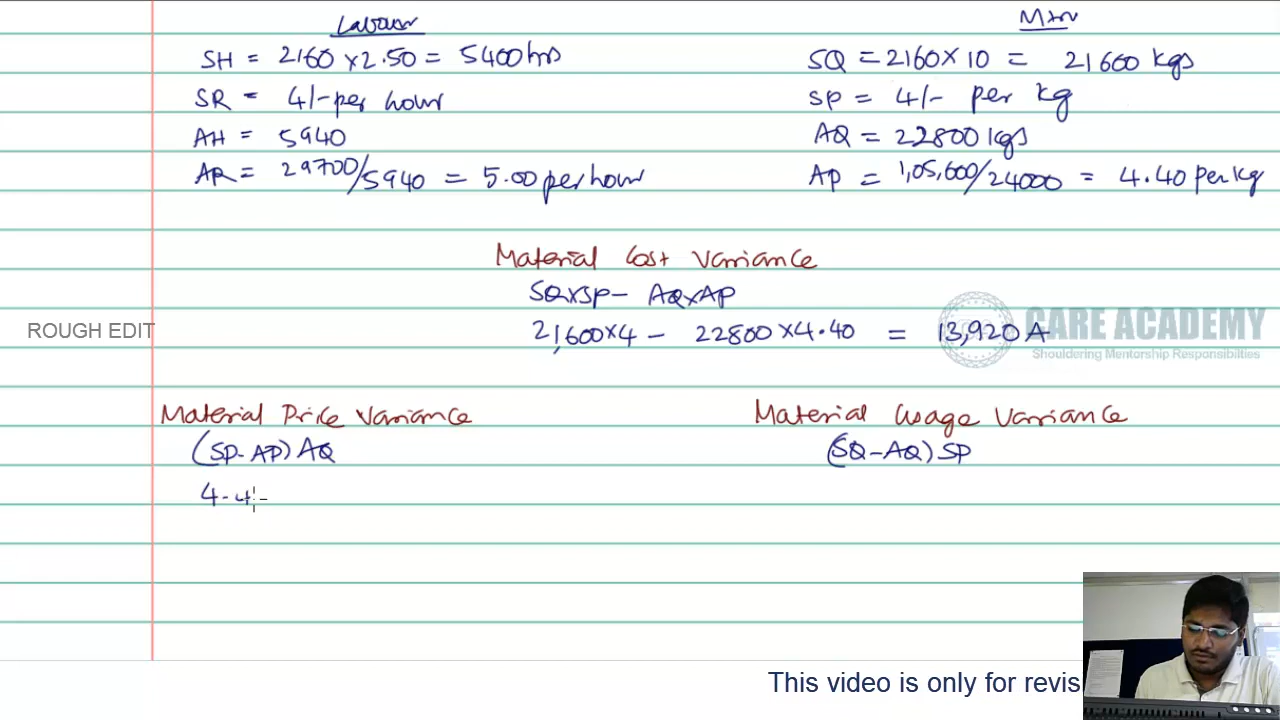 Labour
SH = 2160 x 2.50 = 5400 hrs
SR = 4/- per hour
AH = 5940
AR = 29700/5940 = 5.00 per hour
SQ = 2160 x 10 = 21600 kgs
SP = 4/- per kg
AQ = 22800 kgs
AP = 1,05,600/24000 = 4.40 per kg
Material Cost Variance
SQxSP - AQxAP
21,600x4 - 22800x4.40 = 13,920 A
ROUGH EDIT
CARE ACADEMY
Shouldering Mentorship Responsibilties
Material Price Variance
(SP-AP) AQ
4-4
Material Usage Variance
(SQ-AQ) SP
This video is only for revis